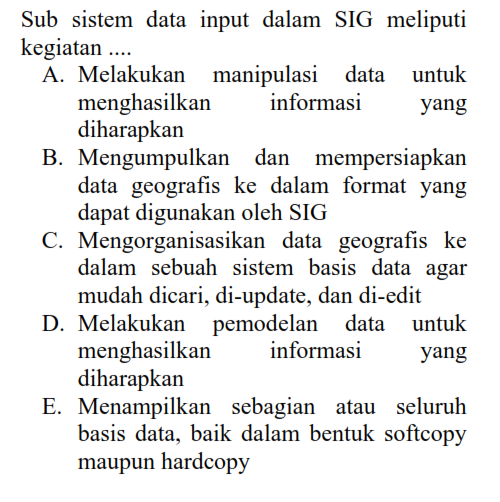 Sub sistem data input dalam SIG meliputi
kegiatan ....
A. Melakukan manipulasi data untuk
menghasilkan informasi yang
diharapkan
B. Mengumpulkan dan mempersiapkan
data geografis ke dalam format yang
dapat digunakan oleh SIG
C. Mengorganisasikan data geografis ke
dalam sebuah sistem basis data agar
mudah dicari, di-update, dan di-edit
D. Melakukan pemodelan data untuk
menghasilkan informasi yang
diharapkan
E. Menampilkan sebagian atau seluruh
basis data, baik dalam bentuk softcopy
maupun hardcopy